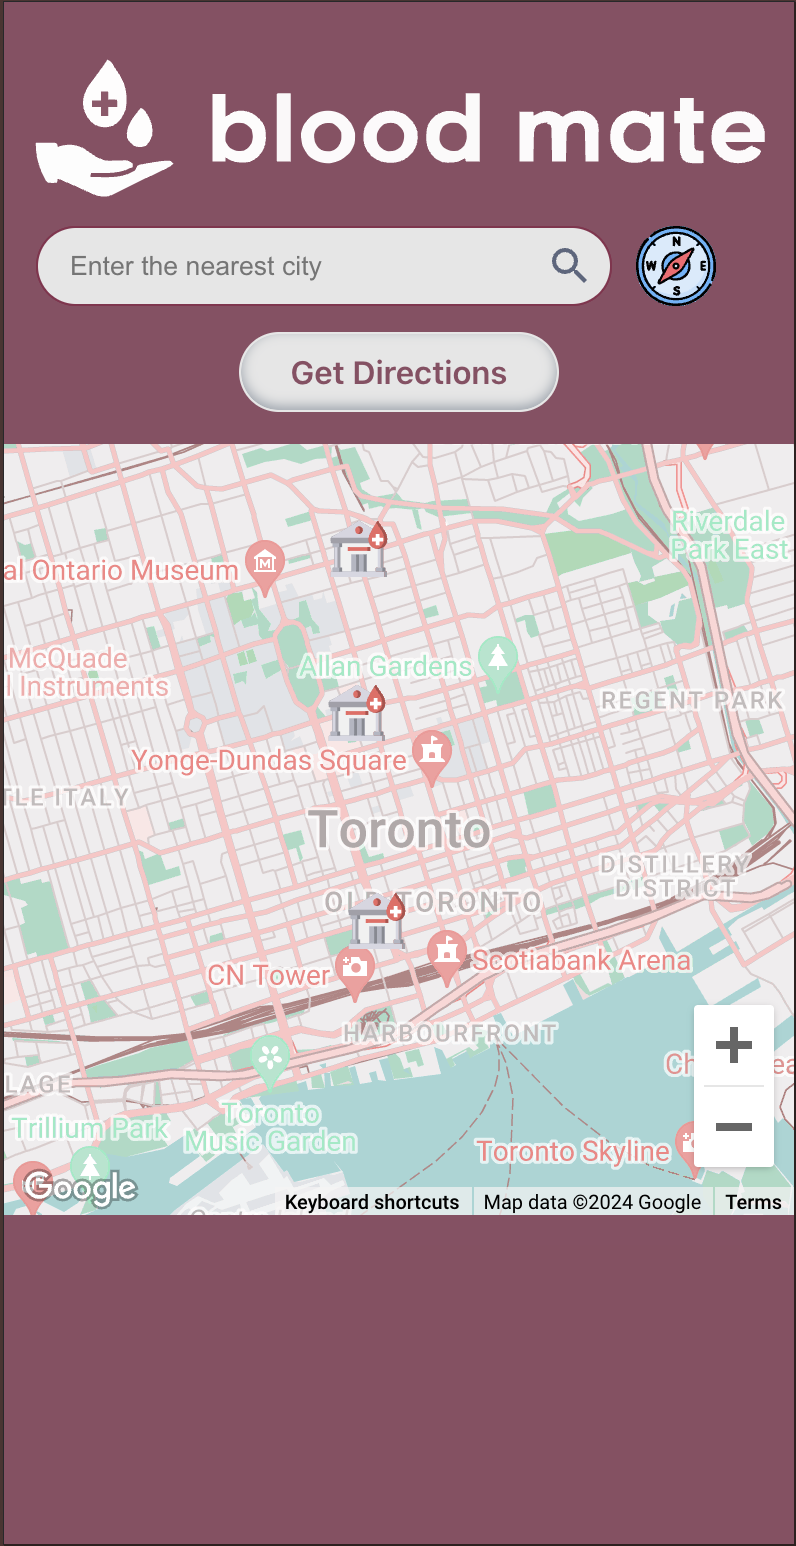 blood mate
Enter the nearest city
N
W E
S
Get Directions
Riverdale
Park East
al Ontario Museum
McQuade
l Instruments
Allan Gardens
REGENT PARK
Yonge-Dundas Square
TLE ITALY
Toronto
DISTILLERY
DISTRICT
OLD TORONTO
CN Tower
Scotiabank Arena
HARBOURFRONT
Ch ea
LAGE
Toronto
Music Garden
Trillium Park
Toronto Skyline
Google
Keyboard shortcuts
Map data ©2024 Google
Terms